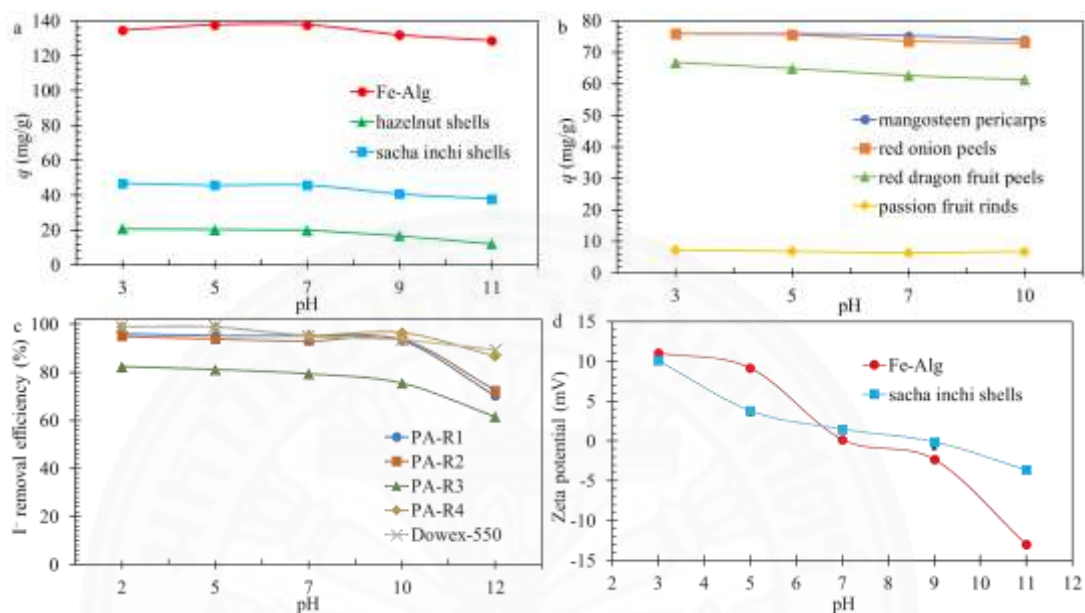 a
q (mg/g)
140
120
100
80
60
40
20
0
3 5 7 9 11
pH
Fe-Alg
hazelnut shells
sacha inchi shells
b
q (mg/g)
80
70
60
50
40
30
20
10
0
3 5 7 10
pH
mangosteen pericarps
red onion peels
red dragon fruit peels
passion fruit rinds
c
I⁻ removal efficiency (%)
100
80
60
40
20
0
2 5 7 10 12
pH
PA-R1
PA-R2
PA-R3
PA-R4
Dowex-550
d
Zeta potential (mV)
15
10
5
0
-5
-10
-15
2 3 4 5 6 7 8 9 10 11 12
pH
Fe-Alg
sacha inchi shells